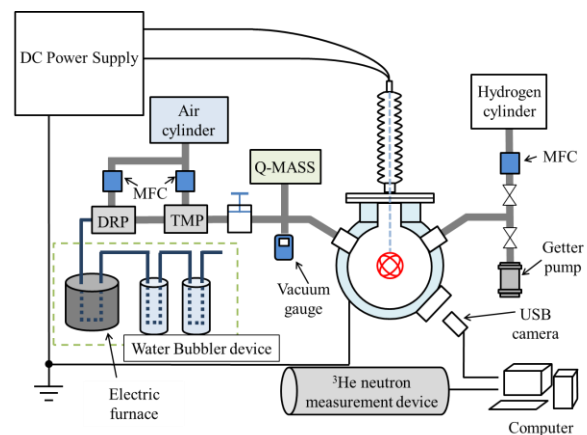 DC Power Supply
Air
cylinder
Hydrogen
cylinder
Q-MASS
MFC
MFC
DRP
TMP
Getter
pump
Vacuum
gauge
USB
camera
Water Bubbler device
Electric
furnace
³He neutron
measurement device
Computer